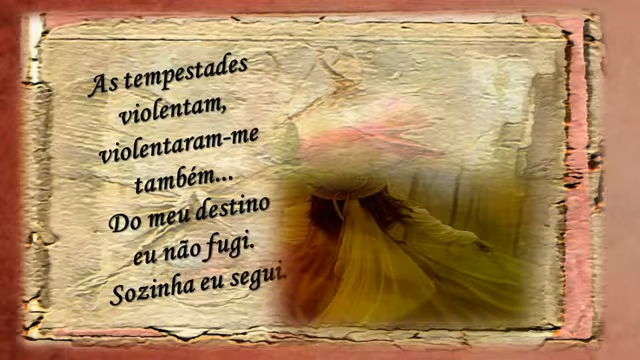 As tempestades
violentam,
violentaram-me
também...
Do meu destino
eu não fugi.
Sozinha eu segui.